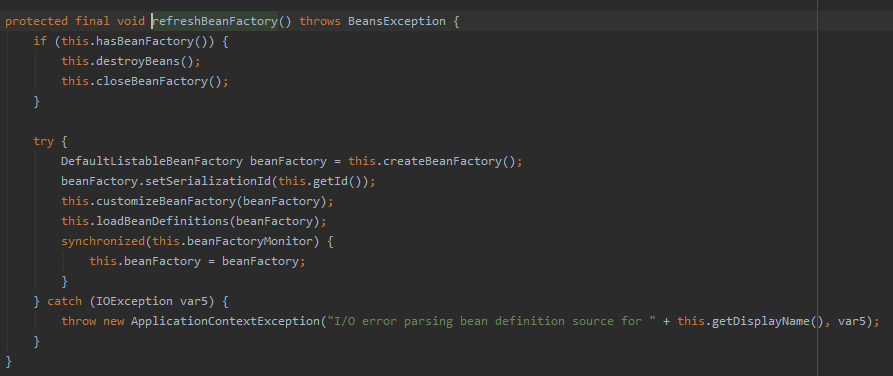 protected final void refreshBeanFactory() throws BeansException {
    if (this.hasBeanFactory()) {
        this.destroyBeans();
        this.closeBeanFactory();
    }

    try {
        DefaultListableBeanFactory beanFactory = this.createBeanFactory();
        beanFactory.setSerializationId(this.getId());
        this.customizeBeanFactory(beanFactory);
        this.loadBeanDefinitions(beanFactory);
        synchronized(this.beanFactoryMonitor) {
            this.beanFactory = beanFactory;
        }
    } catch (IOException var5) {
        throw new ApplicationContextException("I/O error parsing bean definition source for " + this.getDisplayName(), var5);
    }
}